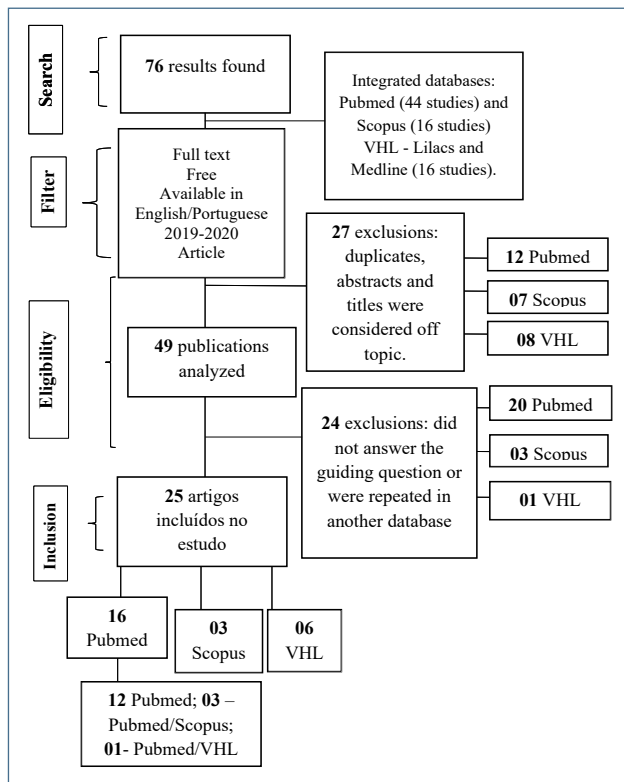 Search
76 results found
Integrated databases:
Pubmed (44 studies) and
Scopus (16 studies)
VHL - Lilacs and
Medline (16 studies).
Filter
Full text
Free
Available in
English/Portuguese
2019-2020
Article
27 exclusions:
duplicates,
abstracts and
titles were
considered off
topic.
12 Pubmed
07 Scopus
08 VHL
Eligibility
49 publications
analyzed
24 exclusions: did
not answer the
guiding question or
were repeated in
another database
20 Pubmed
03 Scopus
01 VHL
Inclusion
25 artigos
incluídos no
estudo
16
Pubmed
03
Scopus
06
VHL
12 Pubmed; 03 –
Pubmed/Scopus;
01- Pubmed/VHL